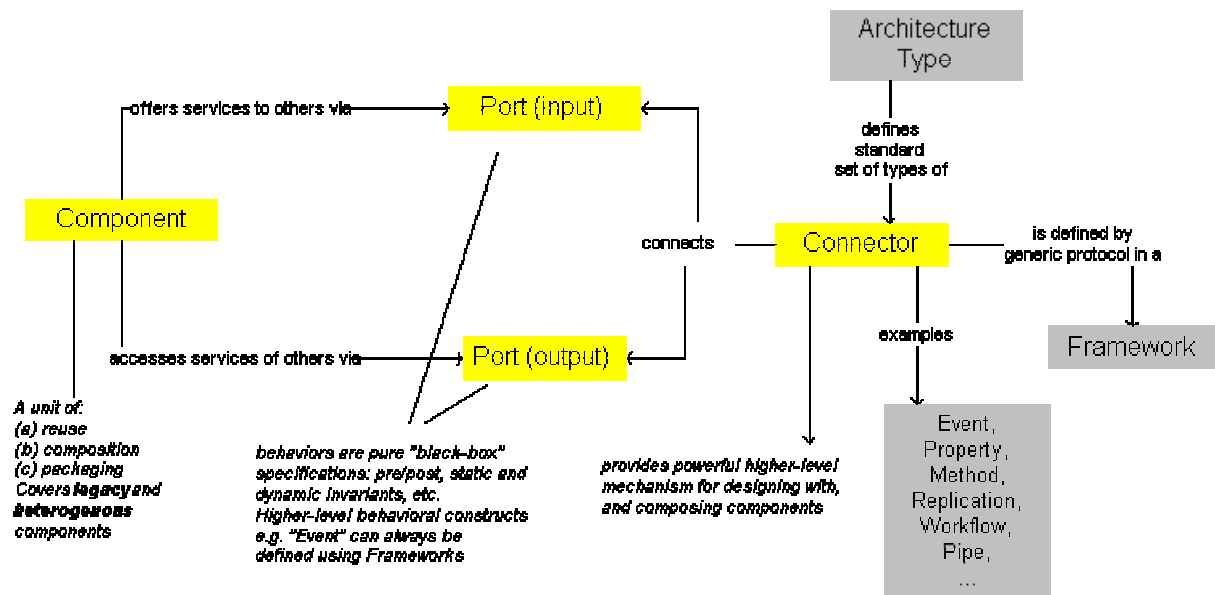 Architecture
Type
offers services to others via
Port (input)
defines
standard
set of types of
Component
connects
Connector
is defined by
generic protocol in a
accesses services of others via
Port (output)
examples
Framework
A unit of:
(a) reuse
(b) composition
(c) packaging
Covers legacy and
heterogenous
components
behaviors are pure "black-box"
specifications: pre/post, static and
dynamic invariants, etc.
Higher-level behavioral constructs
e.g. "Event" can always be
defined using Frameworks
provides powerful higher-level
mechanism for designing with,
and composing components
Event,
Property,
Method,
Replication,
Workflow,
Pipe,
...